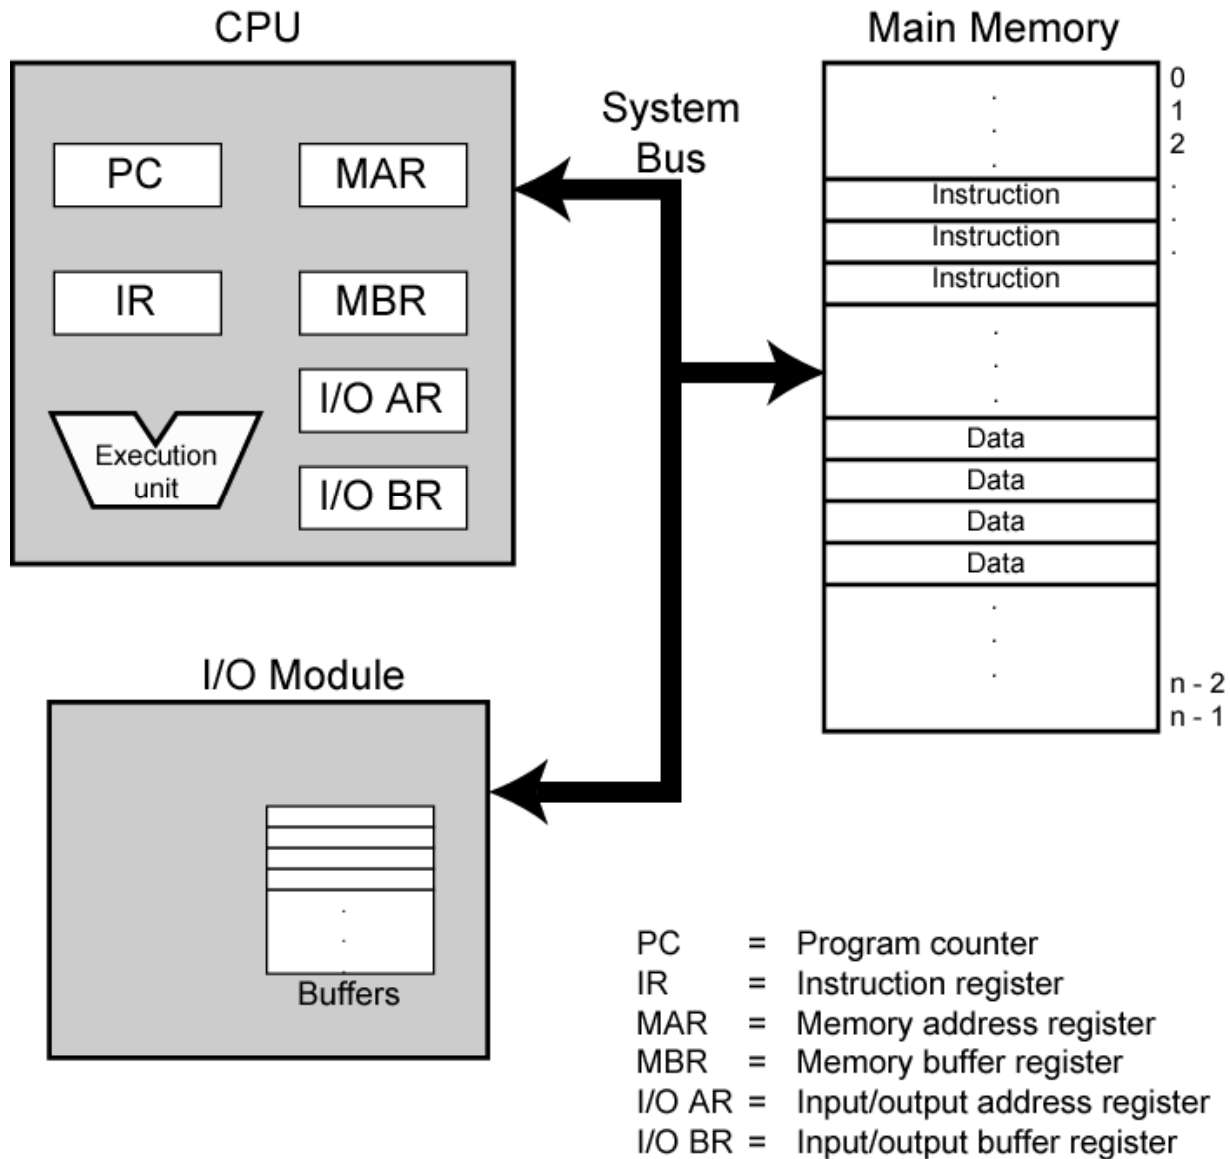 CPU
PC
MAR
IR
MBR
I/O AR
I/O BR
Execution
unit
System
Bus
Main Memory
0
1
2
.
.
.
.
.
.
Instruction
Instruction
Instruction
.
.
.
Data
Data
Data
Data
.
.
.
n - 2
n - 1
I/O Module
.
.
.
Buffers
PC = Program counter
IR = Instruction register
MAR = Memory address register
MBR = Memory buffer register
I/O AR = Input/output address register
I/O BR = Input/output buffer register